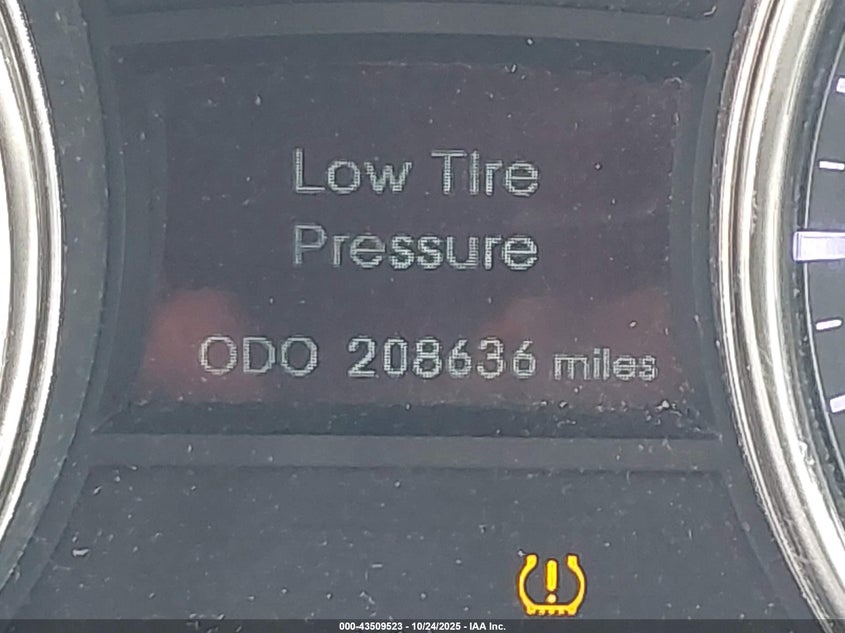 Low Tire
Pressure
ODO 208636 miles
000-43509523 - 10/24/2025 - IAA Inc.